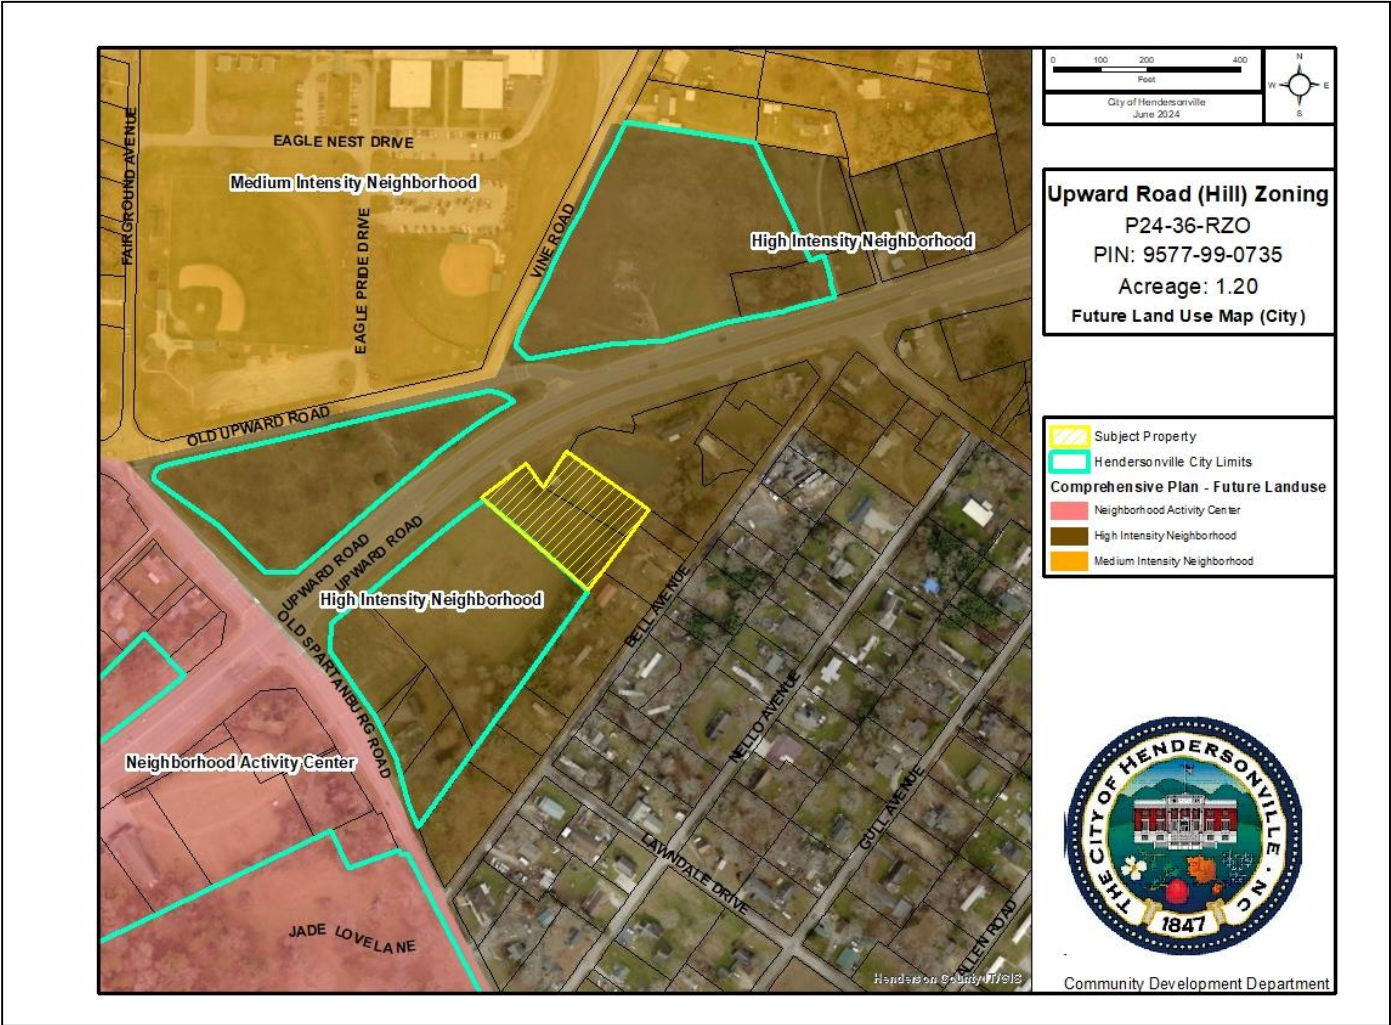 0 100 200 400
Feet
City of Hendersonville
June 2024
N
W E
S
Upward Road (Hill) Zoning
P24-36-RZO
PIN: 9577-99-0735
Acreage: 1.20
Future Land Use Map (City)
Subject Property
Hendersonville City Limits
Comprehensive Plan - Future Landuse
Neighborhood Activity Center
High Intensity Neighborhood
Medium Intensity Neighborhood
FAIRGROUND AVENUE
EAGLE NEST DRIVE
Medium Intensity Neighborhood
EAGLE PRIDE DRIVE
VINE ROAD
High Intensity Neighborhood
OLD UPWARD ROAD
UPWARD ROAD
UPWARD ROAD
High Intensity Neighborhood
OLD SPARTANBURG ROAD
BELL AVENUE
NELLO AVENUE
GULL AVENUE
Neighborhood Activity Center
LAWNDALE DRIVE
JADE LOVE LANE
ALLEN ROAD
Henderson County IT/GIS
THE CITY OF HENDERSONVILLE · NC
1847
Community Development Department